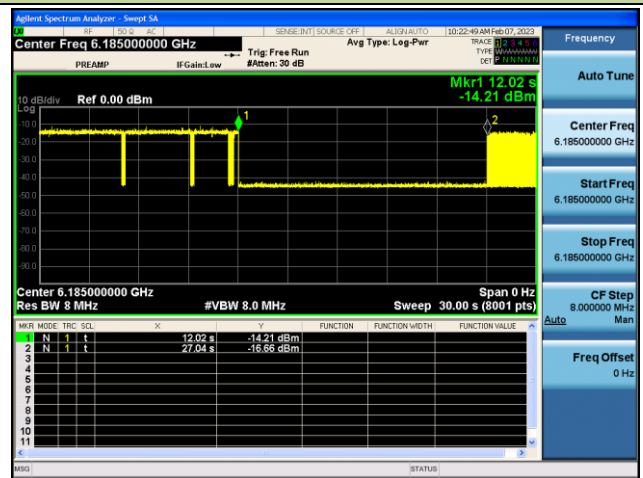 Agilent Spectrum Analyzer - Swept SA
RF 50 Ω AC SENSE:INT SOURCE OFF ALIGNAUTO 10:22:49 AM Feb 07, 2023
Center Freq 6.185000000 GHz
Avg Type: Log-Pwr
TRACE 1 2 3 4 5 6
TYPE
DET P N N N N N
Trig: Free Run
PREAMP IFGain:Low #Atten: 30 dB
Mkr1 12.02 s
-14.21 dBm
10 dB/div Ref 0.00 dBm
Log
1
2
-10.0
-20.0
-30.0
-40.0
-50.0
-60.0
-70.0
-80.0
-90.0
Center 6.185000000 GHz Span 0 Hz
Res BW 8 MHz #VBW 8.0 MHz Sweep 30.00 s (8001 pts)
MKR MODE TRC SCL X Y FUNCTION FUNCTION WIDTH FUNCTION VALUE
1 N 1 t 12.02 s -14.21 dBm
2 N 1 t 27.04 s -16.66 dBm
3
4
5
6
7
8
9
10
11
MSG STATUS
Frequency
Auto Tune
Center Freq
6.185000000 GHz
Start Freq
6.185000000 GHz
Stop Freq
6.185000000 GHz
CF Step
8.000000 MHz
Auto Man
Freq Offset
0 Hz